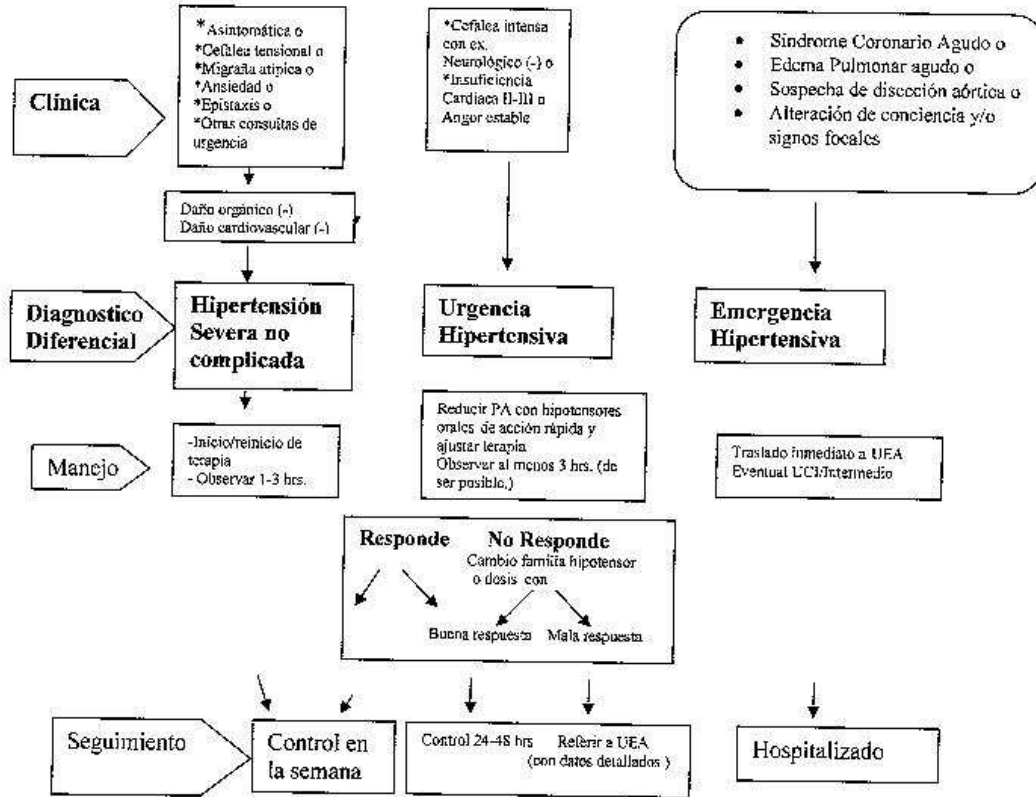 Clínica
*Asintomática o
*Cefalea tensional o
*Migraña atipica o
*Ansiedad o
*Epistaxis o
*Otras consultas de
urgencia
*Cefalea intensa
con ex.
Neurológico (-) o
*Insuficiencia
Cardiaca II-III o
Angor estable
• Síndrome Coronario Agudo o
• Edema Pulmonar agudo o
• Sospecha de disección aórtica o
• Alteración de conciencia y/o
signos focales
Daño orgánico (-)
Daño cardiovascular (-)
Diagnostico
Diferencial
Hipertensión
Severa no
complicada
Urgencia
Hipertensiva
Emergencia
Hipertensiva
Manejo
-Inicio/reinicio de
terapia
- Observar 1-3 hrs.
Reducir PA con hipotensores
orales de acción rápida y
ajustar terapia
Observar al menos 3 hrs. (de
ser posible.)
Traslado inmediato a UEA
Eventual UCI/Intermedio
Responde No Responde
Cambio familia hipotensor
o dosis con
Buena respuesta Mala respuesta
Seguimiento
Control en
la semana
Control 24-48 hrs Referir a UEA
(con datos detallados )
Hospitalizado